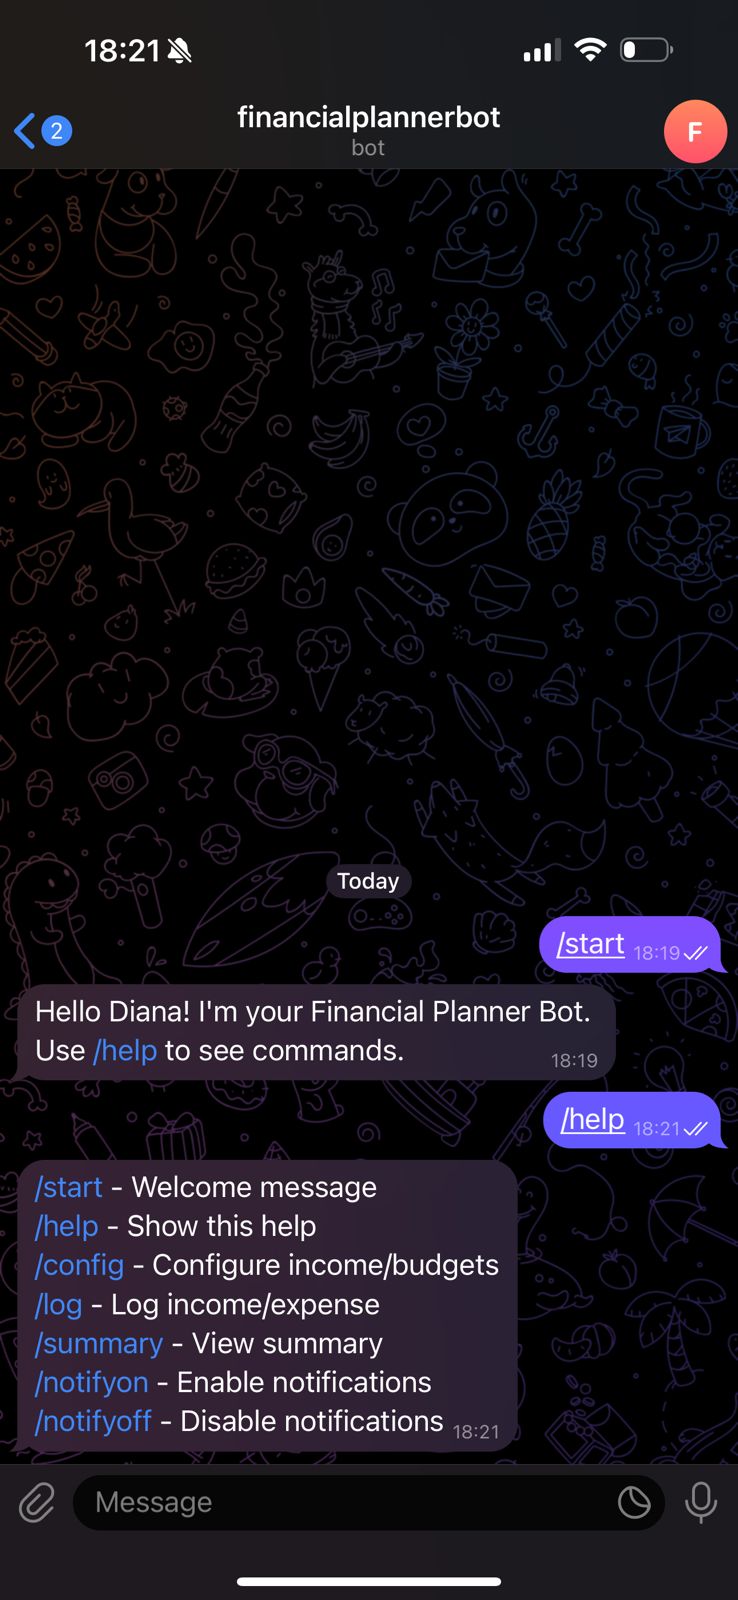 18:21
2
financialplannerbot
bot
F
Today
/start 18:19
Hello Diana! I'm your Financial Planner Bot.
Use /help to see commands.
18:19
/help 18:21
/start - Welcome message
/help - Show this help
/config - Configure income/budgets
/log - Log income/expense
/summary - View summary
/notifyon - Enable notifications
/notifyoff - Disable notifications 18:21
Message